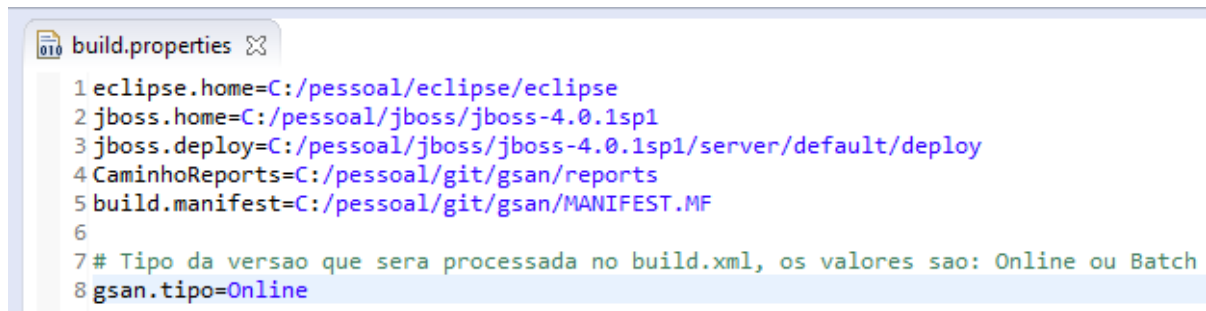 build.properties
1 eclipse.home=C:/pessoal/eclipse/eclipse
2 jboss.home=C:/pessoal/jboss/jboss-4.0.1sp1
3 jboss.deploy=C:/pessoal/jboss/jboss-4.0.1sp1/server/default/deploy
4 CaminhoReports=C:/pessoal/git/gsan/reports
5 build.manifest=C:/pessoal/git/gsan/MANIFEST.MF
6
7 # Tipo da versao que sera processada no build.xml, os valores sao: Online ou Batch
8 gsan.tipo=Online